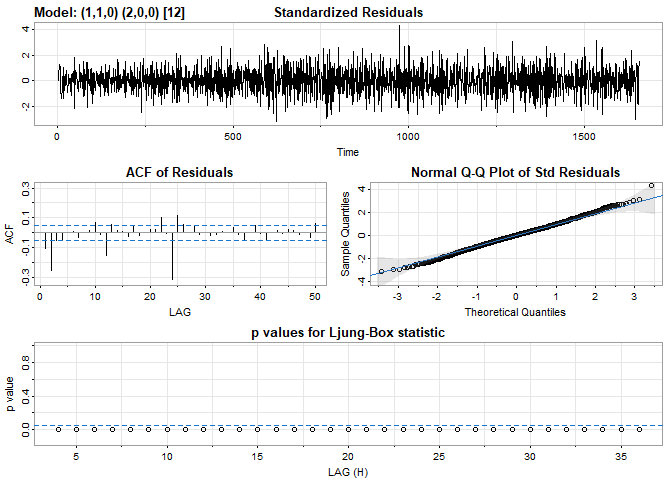 Model: (1,1,0) (2,0,0) [12] Standardized Residuals
4
2
0
-2
0 500 1000 1500
Time
ACF of Residuals
ACF
0.3
0.1
-0.1
-0.3
0 10 20 30 40 50
LAG
Normal Q-Q Plot of Std Residuals
Sample Quantiles
4
2
0
-2
-4
-3 -2 -1 0 1 2 3
Theoretical Quantiles
p values for Ljung-Box statistic
p value
0.8
0.4
0.0
5 10 15 20 25 30 35
LAG (H)